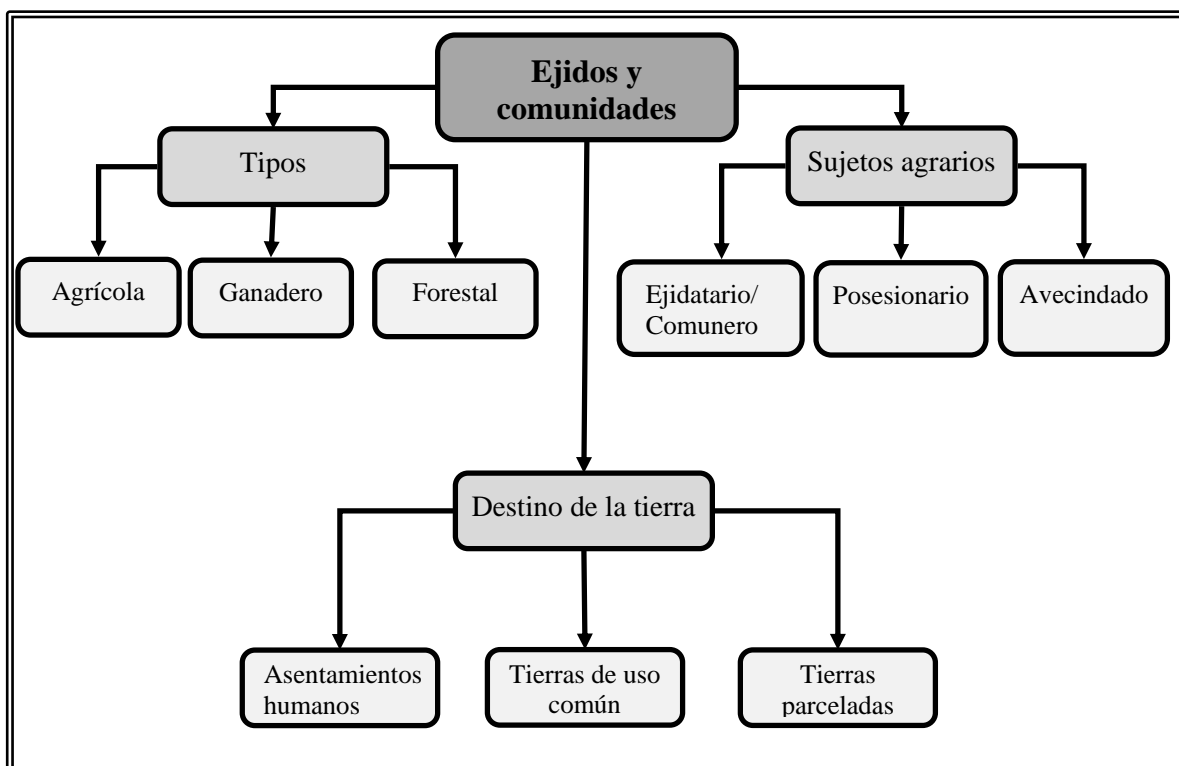 Ejidos y
comunidades
Tipos
Sujetos agrarios
Agrícola
Ganadero
Forestal
Ejidatario/
Comunero
Posesionario
Avecindado
Destino de la tierra
Asentamientos
humanos
Tierras de uso
común
Tierras
parceladas